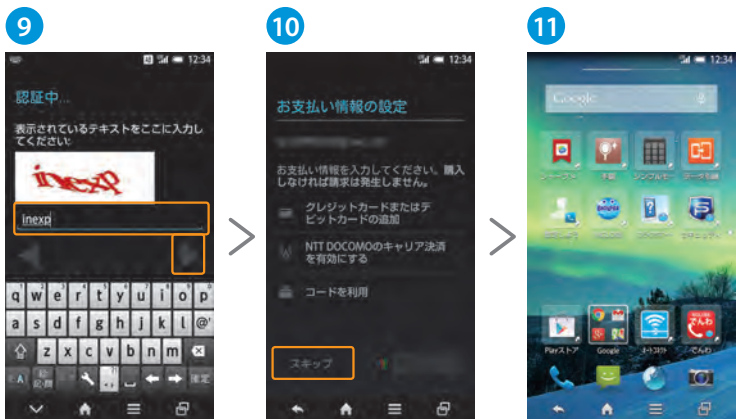 9
12:34
認証中...
表示されているテキストをここに入力し
てください:
inexp
inexp
q w e r t y u i o p
a s d f g h j k l @
z x c v b n m
確定
10
12:34
お支払い情報の設定
お支払い情報を入力してください。購入
しなければ請求は発生しません。
クレジットカードまたはデ
ビットカードの追加
NTT DOCOMOのキャリア決済
を有効にする
コードを利用
スキップ
11
12:34
Google
Playストア
Google
でんわ